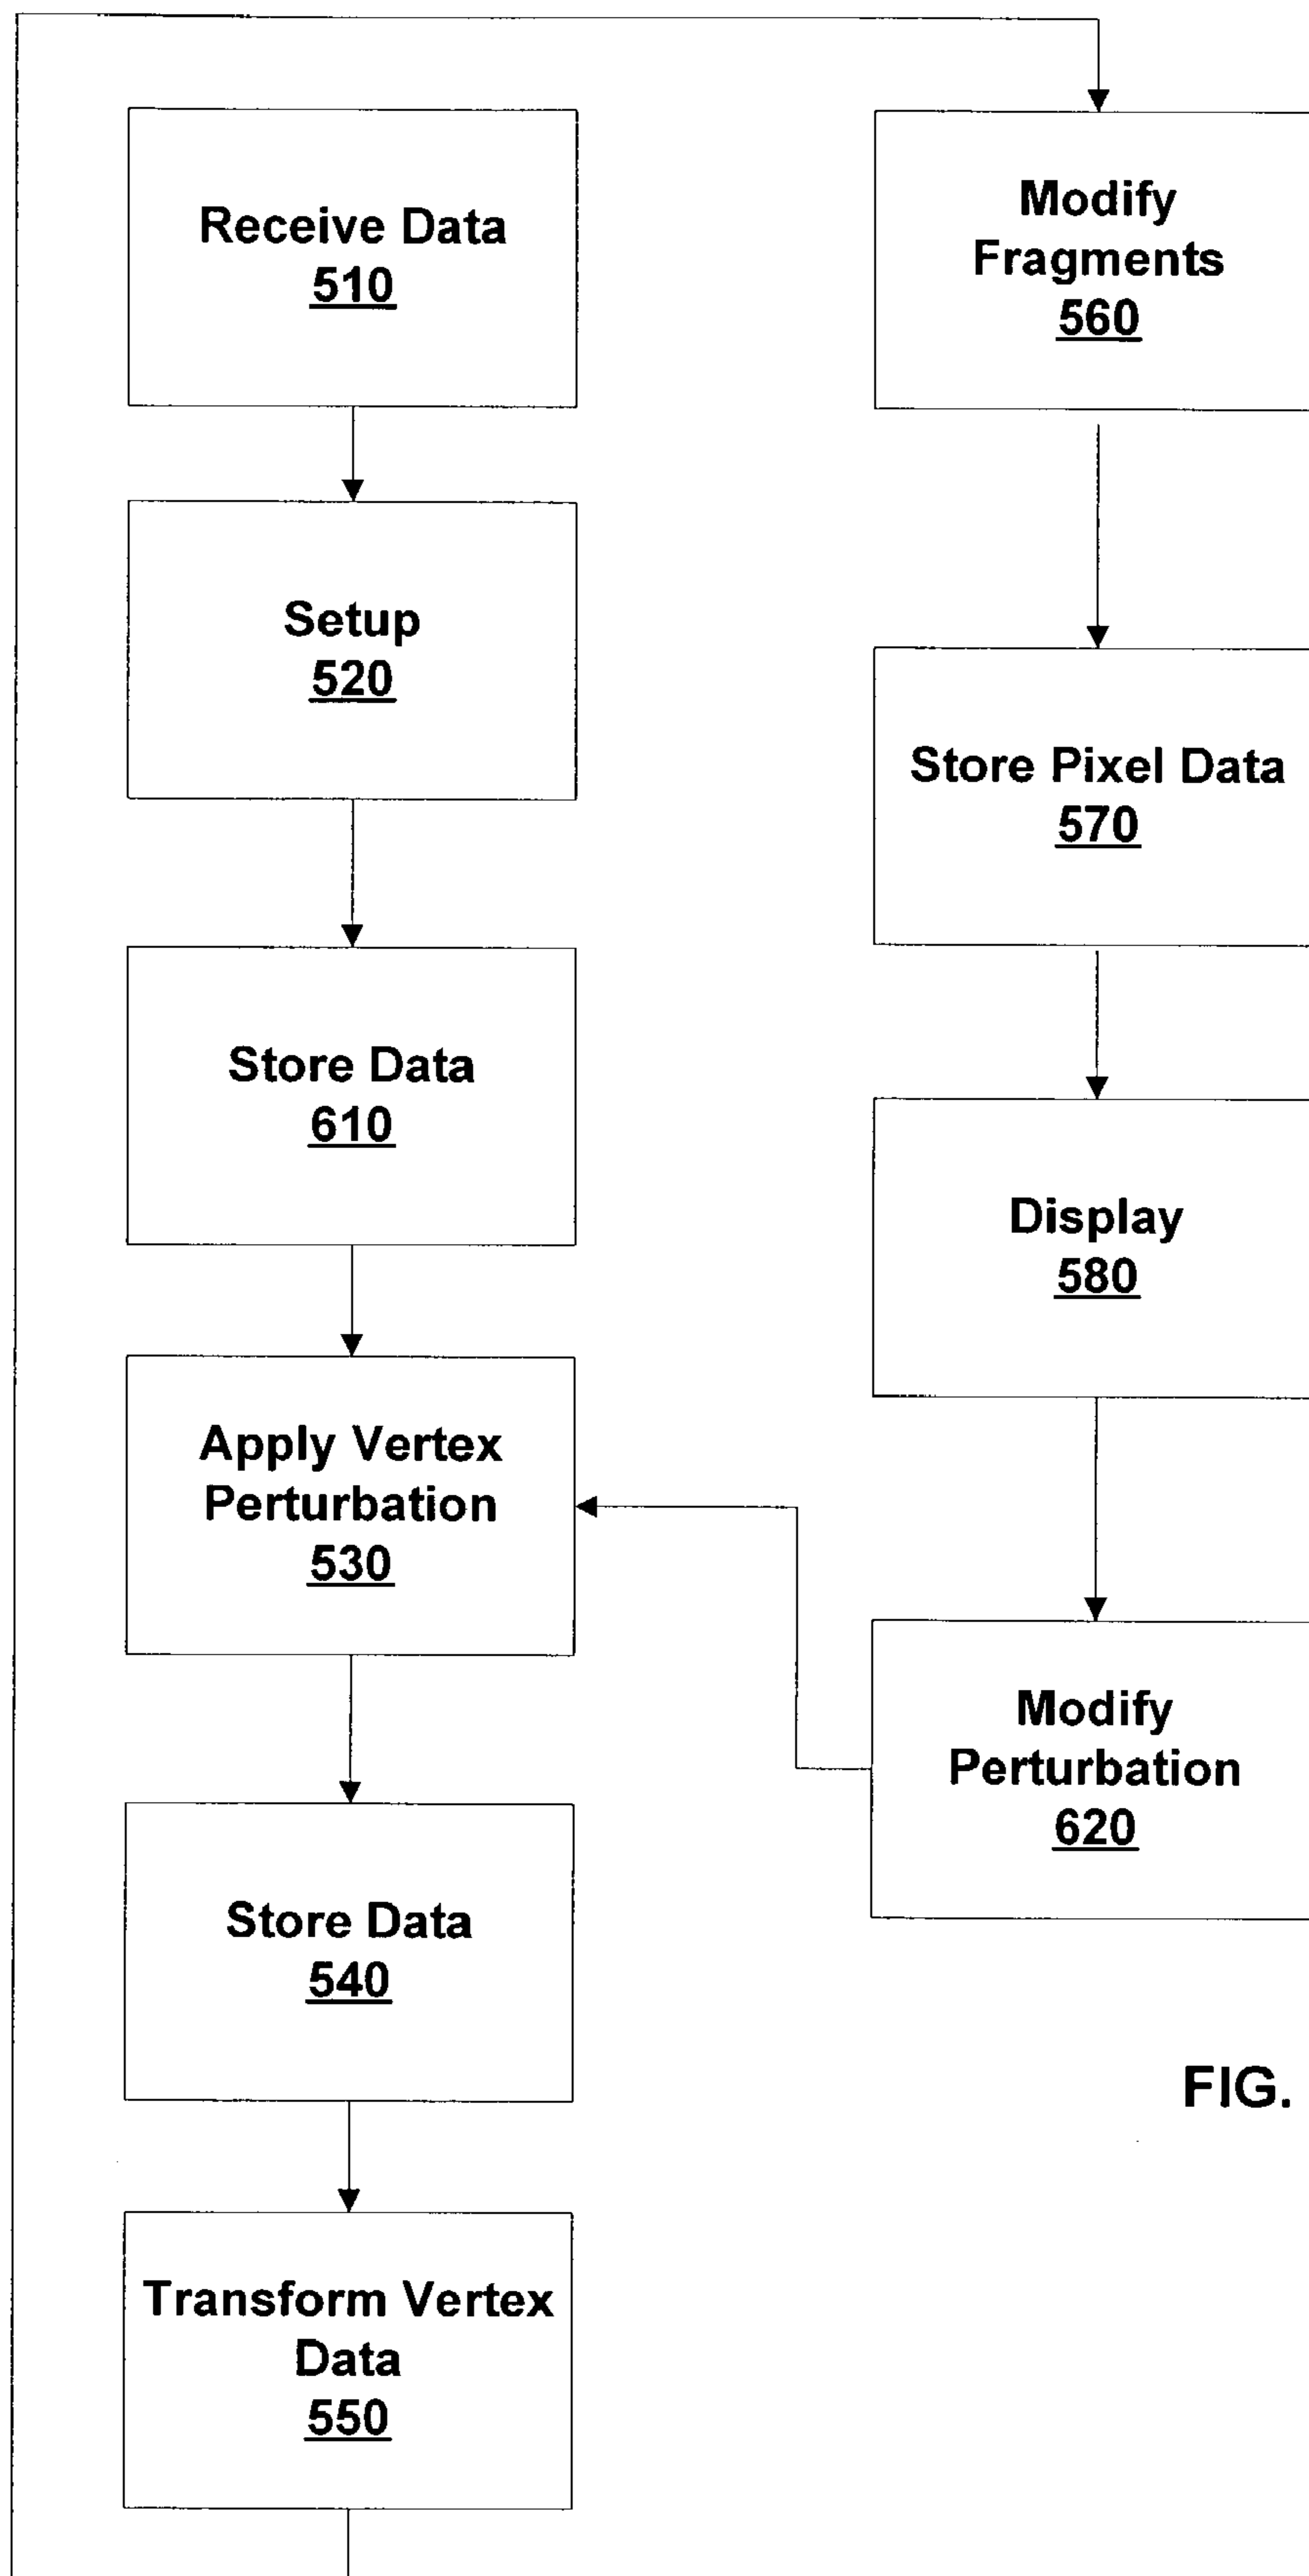 Receive Data
510
Setup
520
Store Data
610
Apply Vertex
Perturbation
530
Store Data
540
Transform Vertex
Data
550
Modify
Fragments
560
Store Pixel Data
570
Display
580
Modify
Perturbation
620
FIG.